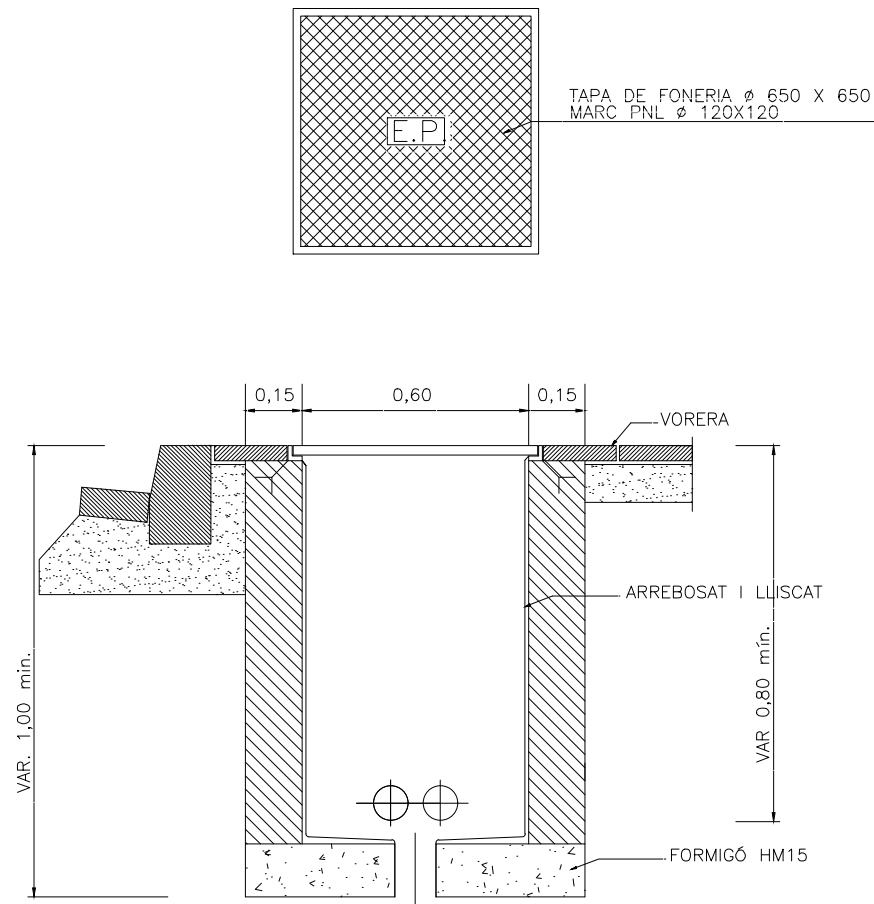 TAPA DE FONERIA ø 650 X 650
MARC PNL ø 120X120
E.P.
0,15
0,60
0,15
VORERA
ARREBOSAT I LLISCAT
VAR. 1,00 mín.
VAR 0,80 mín.
FORMIGÓ HM15